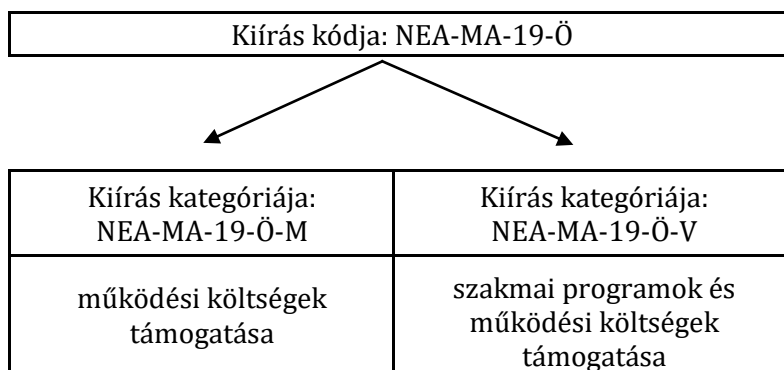 Kiírás kódja: NEA-MA-19-Ö
Kiírás kategóriája:
NEA-MA-19-Ö-M
Kiírás kategóriája:
NEA-MA-19-Ö-V
működési költségek
támogatása
szakmai programok és
működési költségek
támogatása